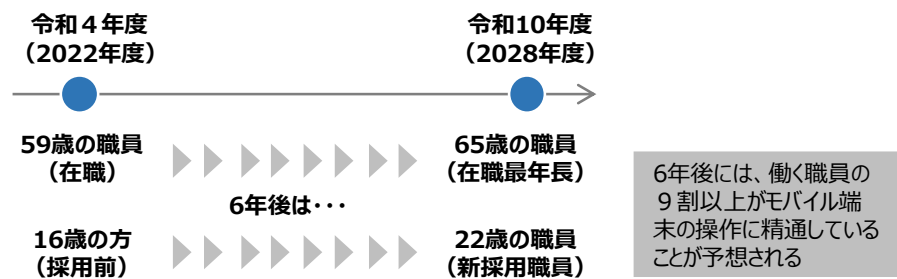 令和４年度
（2022年度）
令和10年度
（2028年度）
59歳の職員
（在職）
65歳の職員
（在職最年長）
6年後は・・・
16歳の方
（採用前）
22歳の職員
（新採用職員）
6年後には、働く職員の
９割以上がモバイル端
末の操作に精通している
ことが予想される